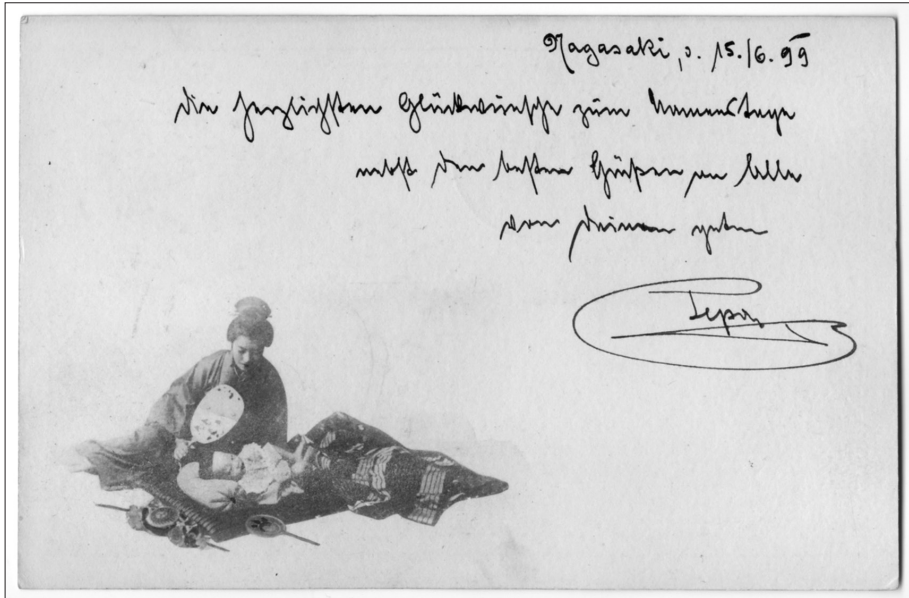 Nagasaki, d. 15./6. 99
Die herzlichsten Glückwünsche zum Namenstage
nebst den besten Grüßen an Alle
von Deinem guten